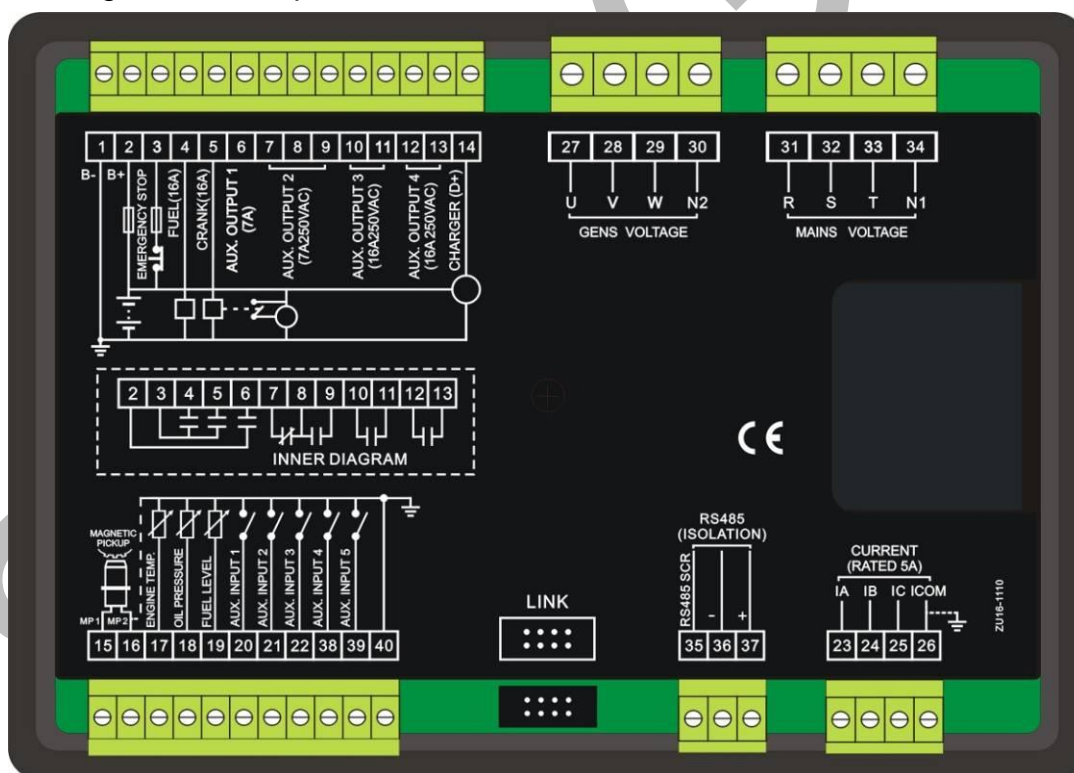 1 2 3 4 5 6 7 8 9 10 11 12 13 14
B- B+
EMERGENCY STOP
FUEL(16A)
CRANK(16A)
AUX. OUTPUT 1
(7A)
AUX. OUTPUT 2
(7A250VAC)
AUX. OUTPUT 3
(16A250VAC)
AUX. OUTPUT 4
(16A 250VAC)
CHARGER (D+)
27 28 29 30
U V W N2
GENS VOLTAGE
31 32 33 34
R S T N1
MAINS VOLTAGE
2 3 4 5 6 7 8 9 10 11 12 13
INNER DIAGRAM
CE
MAGNETIC
PICKUP
MP1 MP2
ENGINE TEMP.
OIL PRESSURE
FUEL LEVEL
AUX. INPUT 1
AUX. INPUT 2
AUX. INPUT 3
AUX. INPUT 4
AUX. INPUT 5
15 16 17 18 19 20 21 22 38 39 40
LINK
RS485
(ISOLATION)
RS485 SCR
- +
35 36 37
CURRENT
(RATED 5A)
IA IB IC ICOM
23 24 25 26
ZU16-1110